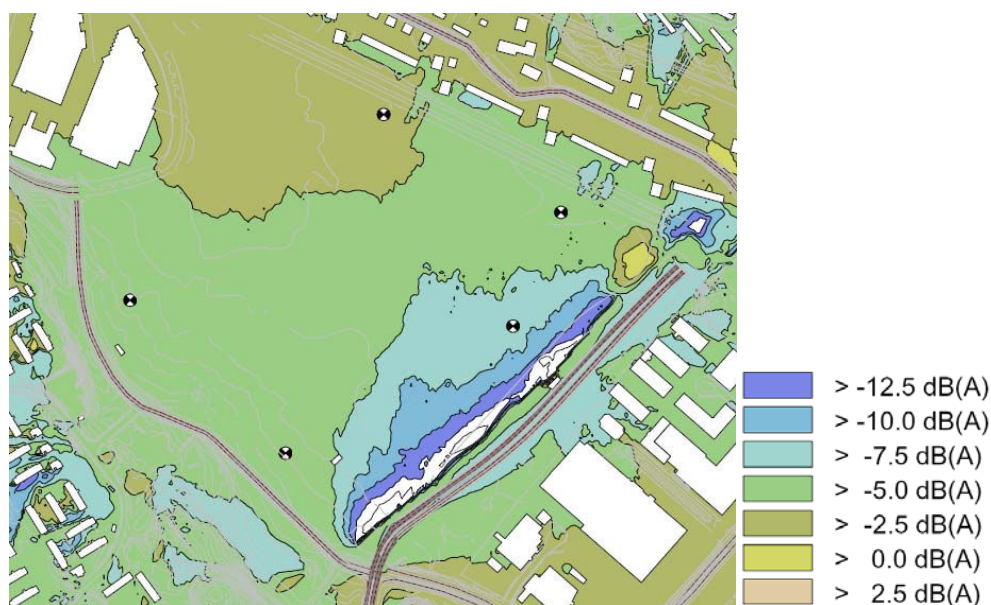 > -12.5 dB(A)
> -10.0 dB(A)
> -7.5 dB(A)
> -5.0 dB(A)
> -2.5 dB(A)
> 0.0 dB(A)
> 2.5 dB(A)